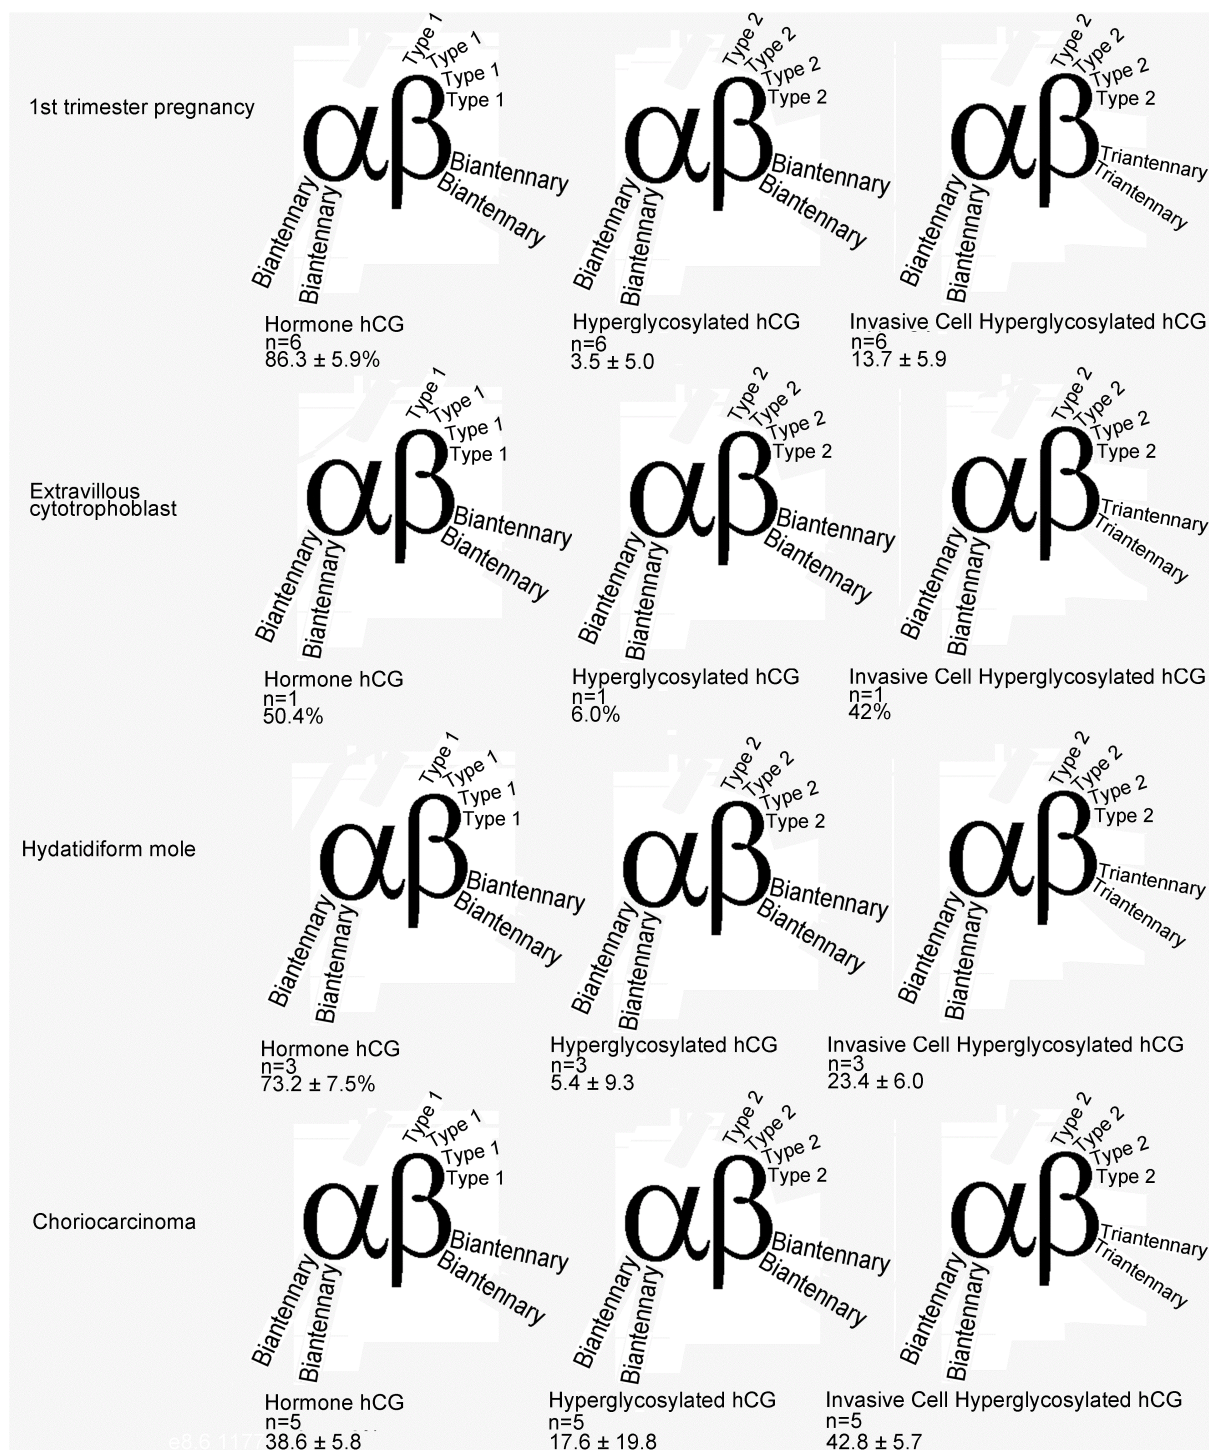 1st trimester pregnancy
Type 1
Type 1
Type 1
Type 1
αβ
Biantennary
Biantennary
Biantennary
Biantennary
Hormone hCG
n=6
86.3 ± 5.9%
Type 2
Type 2
Type 2
Type 2
αβ
Biantennary
Biantennary
Biantennary
Biantennary
Hyperglycosylated hCG
n=6
3.5 ± 5.0
Type 2
Type 2
Type 2
Type 2
αβ
Triantennary
Triantennary
Biantennary
Biantennary
Invasive Cell Hyperglycosylated hCG
n=6
13.7 ± 5.9
Extravillous
cytotrophoblast
Type 1
Type 1
Type 1
Type 1
αβ
Biantennary
Biantennary
Biantennary
Biantennary
Hormone hCG
n=1
50.4%
Type 2
Type 2
Type 2
Type 2
αβ
Biantennary
Biantennary
Biantennary
Biantennary
Hyperglycosylated hCG
n=1
6.0%
Type 2
Type 2
Type 2
Type 2
αβ
Triantennary
Triantennary
Biantennary
Biantennary
Invasive Cell Hyperglycosylated hCG
n=1
42%
Hydatidiform mole
Type 1
Type 1
Type 1
Type 1
αβ
Biantennary
Biantennary
Biantennary
Biantennary
Hormone hCG
n=3
73.2 ± 7.5%
Type 2
Type 2
Type 2
Type 2
αβ
Biantennary
Biantennary
Biantennary
Biantennary
Hyperglycosylated hCG
n=3
5.4 ± 9.3
Type 2
Type 2
Type 2
Type 2
αβ
Triantennary
Triantennary
Biantennary
Biantennary
Invasive Cell Hyperglycosylated hCG
n=3
23.4 ± 6.0
Choriocarcinoma
Type 1
Type 1
Type 1
Type 1
αβ
Biantennary
Biantennary
Biantennary
Biantennary
Hormone hCG
n=5
38.6 ± 5.8
Type 2
Type 2
Type 2
Type 2
αβ
Biantennary
Biantennary
Biantennary
Biantennary
Hyperglycosylated hCG
n=5
17.6 ± 19.8
Type 2
Type 2
Type 2
Type 2
αβ
Triantennary
Triantennary
Biantennary
Biantennary
Invasive Cell Hyperglycosylated hCG
n=5
42.8 ± 5.7